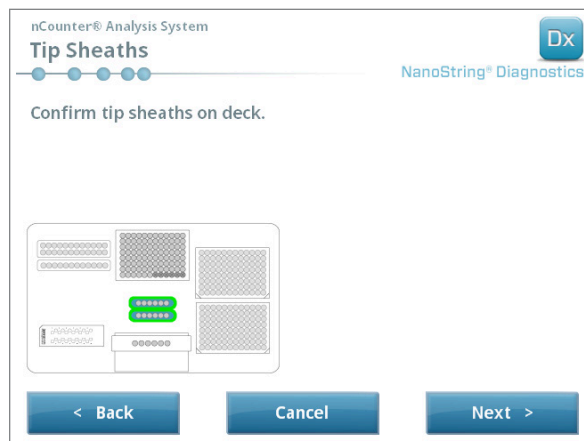 nCounter® Analysis System
Tip Sheaths
Dx
NanoString® Diagnostics
Confirm tip sheaths on deck.
< Back
Cancel
Next >